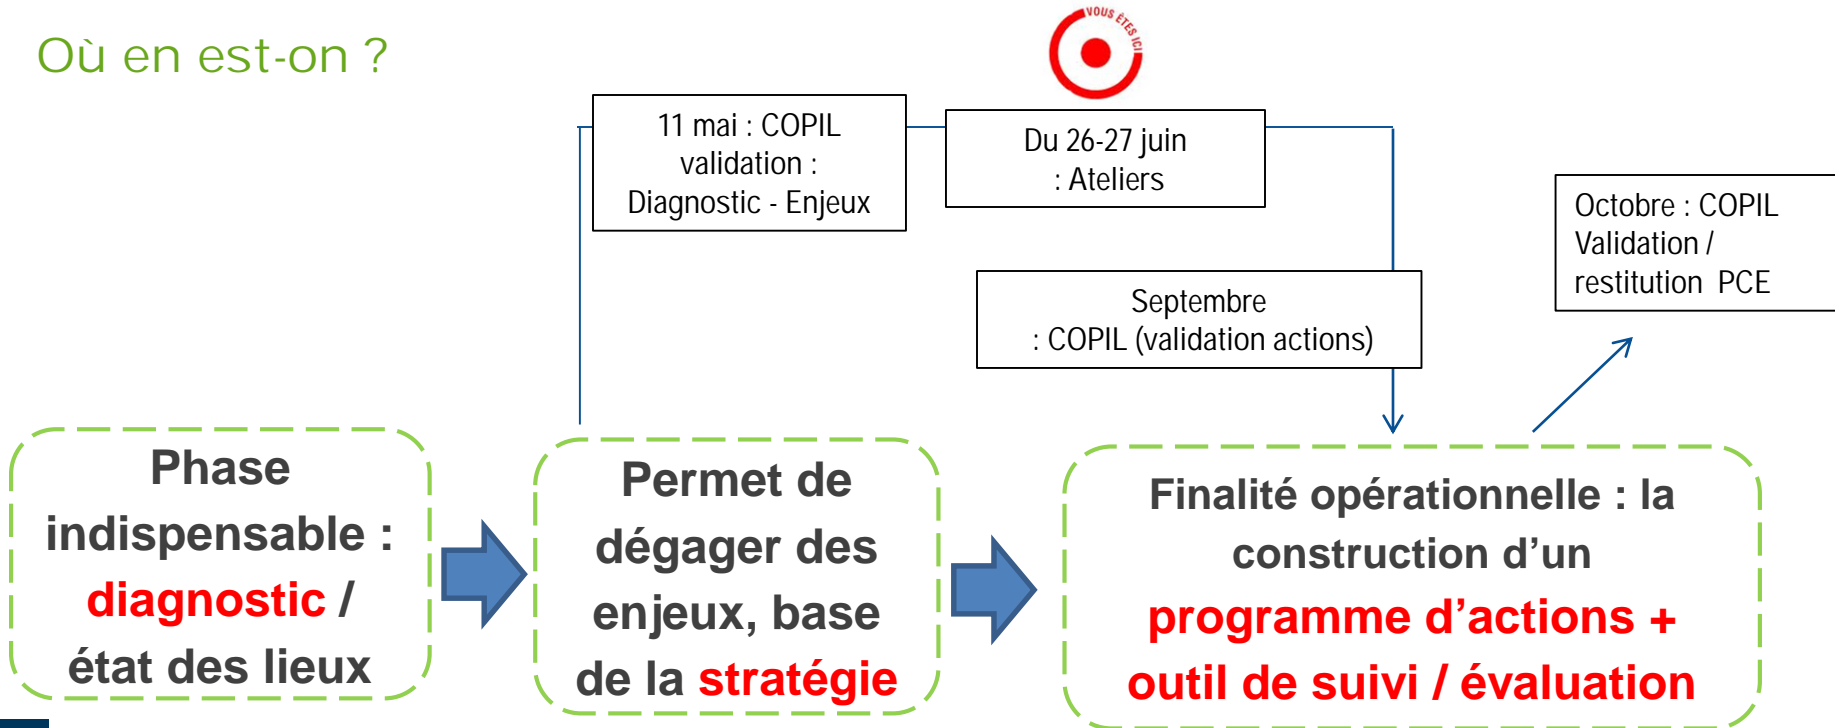 Où en est-on ?
VOUS ÊTES ICI
11 mai : COPIL
validation :
Diagnostic - Enjeux
Du 26-27 juin
: Ateliers
Septembre
: COPIL (validation actions)
Octobre : COPIL
Validation /
restitution PCE
Phase
indispensable :
diagnostic /
état des lieux
Permet de
dégager des
enjeux, base
de la stratégie
Finalité opérationnelle : la
construction d’un
programme d’actions +
outil de suivi / évaluation